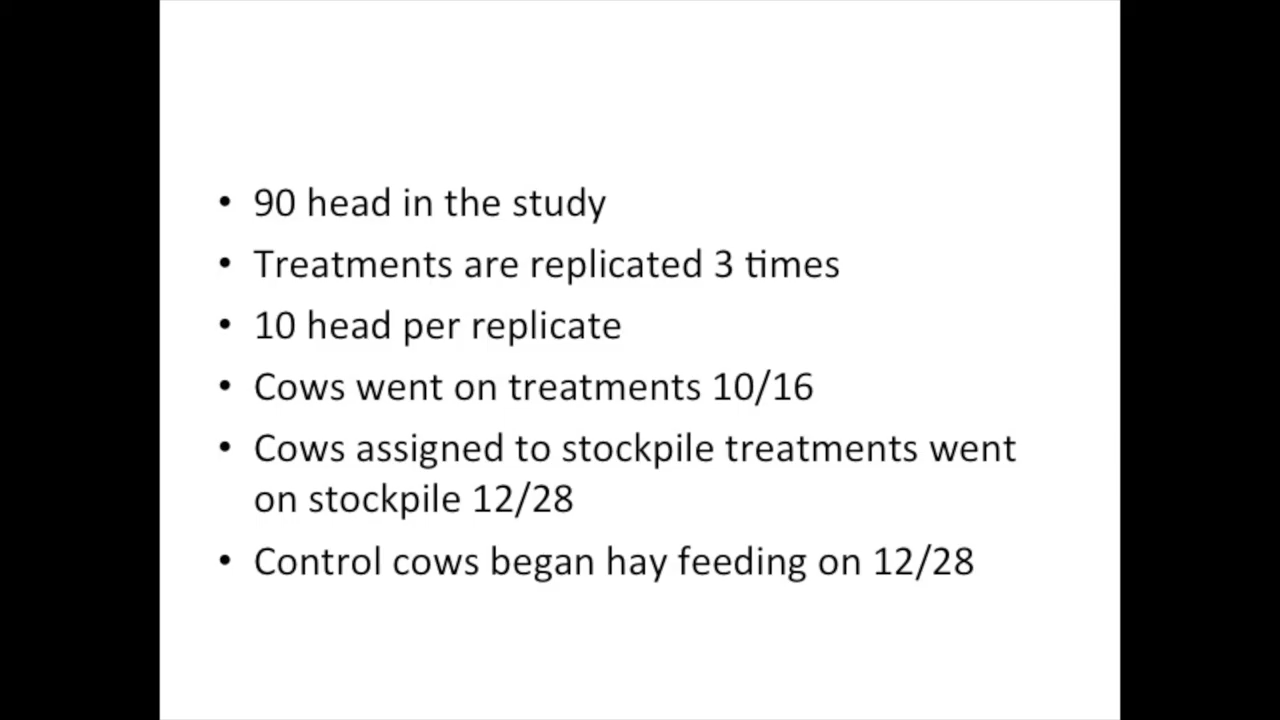 • 90 head in the study
• Treatments are replicated 3 times
• 10 head per replicate
• Cows went on treatments 10/16
• Cows assigned to stockpile treatments went
on stockpile 12/28
• Control cows began hay feeding on 12/28